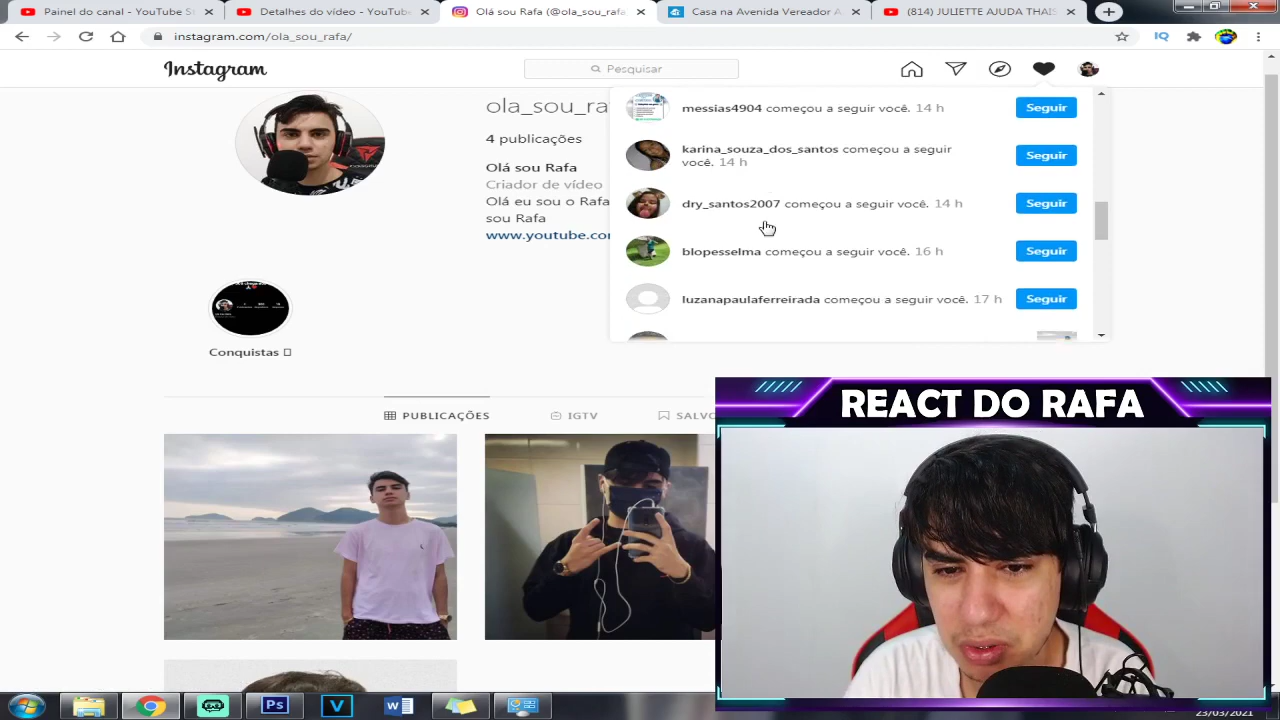 Painel do canal - YouTube St
Detalhes do vídeo - YouTube
Olá sou Rafa (@ola_sou_rafa
Casa na Avenida Vereador A
(814) JULIETTE AJUDA THAIS
instagram.com/ola_sou_rafa/
IQ
Instagram
Pesquisar
ola_sou_ra
4 publicações
Olá sou Rafa
Criador de vídeo
Olá eu sou o Rafa
sou Rafa
www.youtube.com
messias4904 começou a seguir você. 14 h
Seguir
karina_souza_dos_santos começou a seguir
você. 14 h
Seguir
dry_santos2007 começou a seguir você. 14 h
Seguir
blopesselma começou a seguir você. 16 h
Seguir
luzanapaulaferreirada começou a seguir você. 17 h
Seguir
Conquistas
PUBLICAÇÕES
IGTV
SALVO
REACT DO RAFA
Ps
V
W
23/03/2021